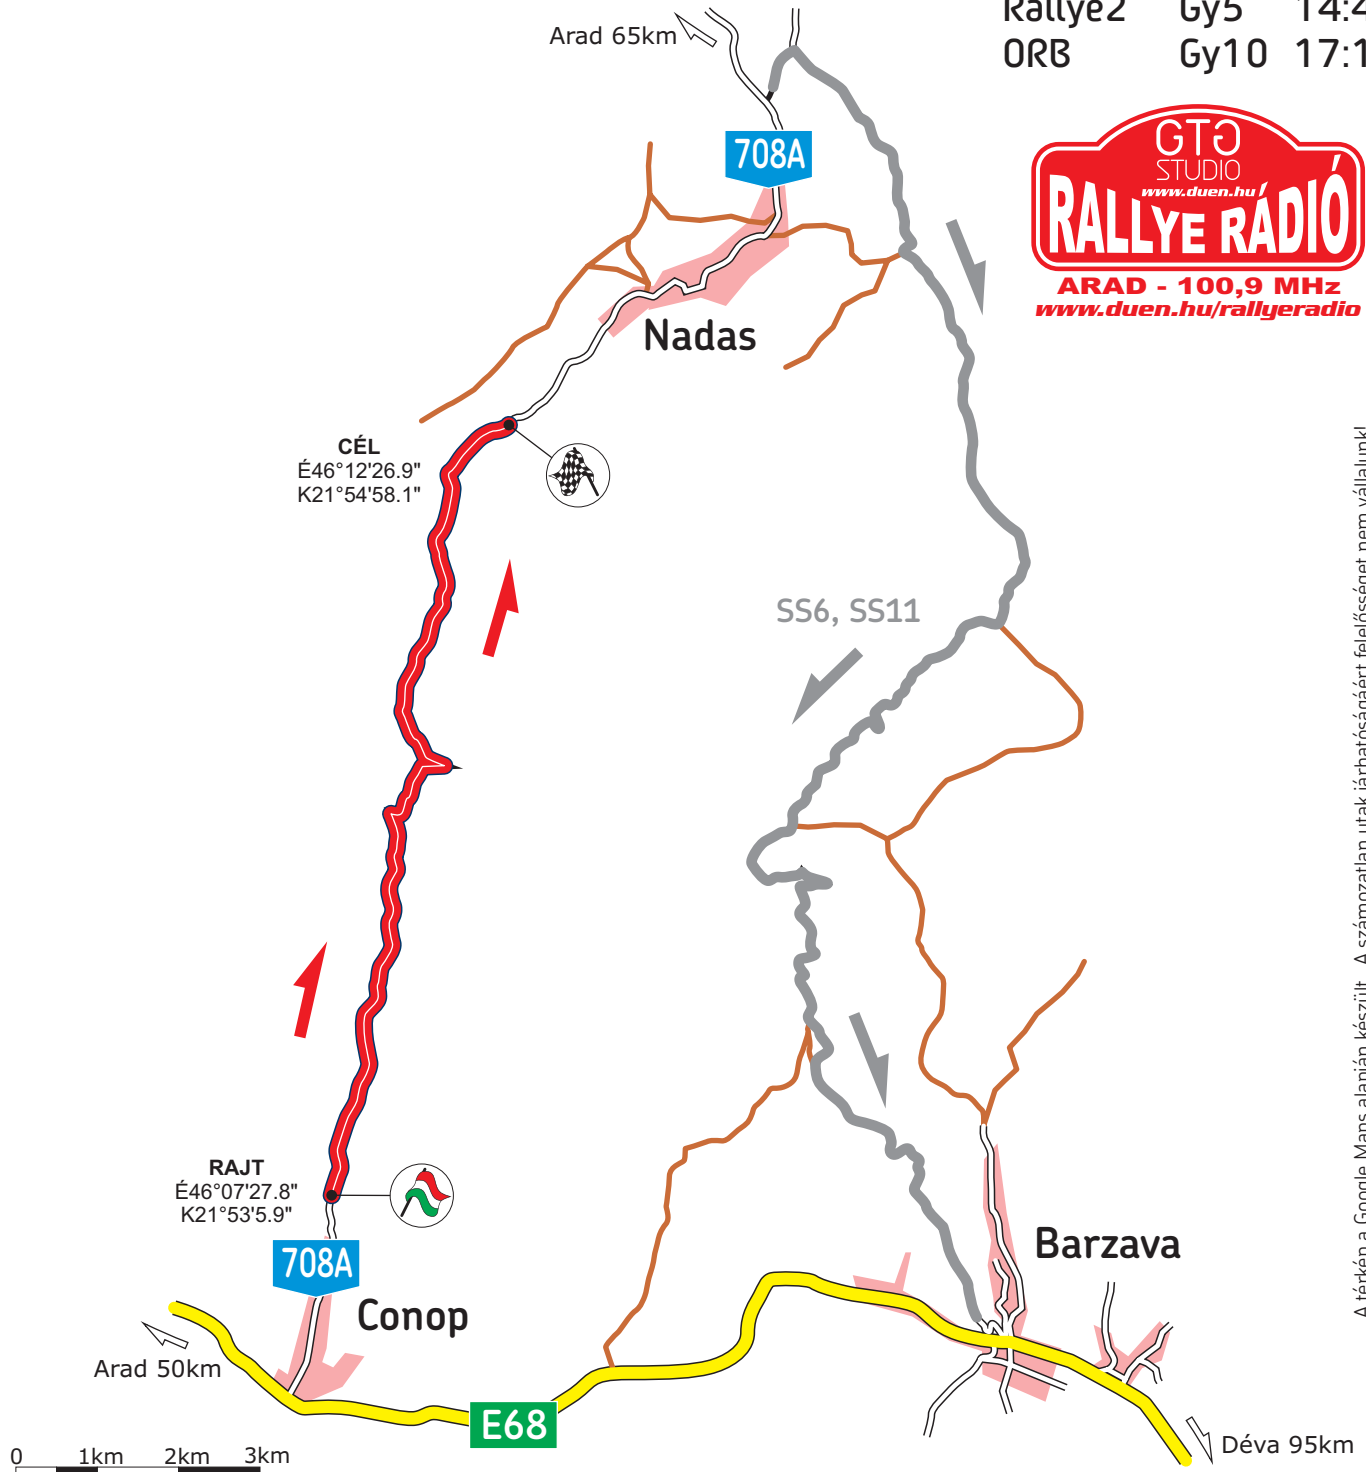 Rallye2 Gy5 14:4
ORB Gy10 17:1
Arad 65km
GTG
STUDIO
www.duen.hu
RALLYE RÁDIÓ
ARAD - 100,9 MHz
www.duen.hu/rallyeradio
708A
Nadas
CÉL
É46°12'26.9"
K21°54'58.1"
SS6, SS11
A térkép a Google Maps alapján készült. A számozatlan utak járhatóságáért felelősséget nem vállalunk!
RAJT
É46°07'27.8"
K21°53'5.9"
708A
Conop
Barzava
Arad 50km
E68
Déva 95km
0 1km 2km 3km